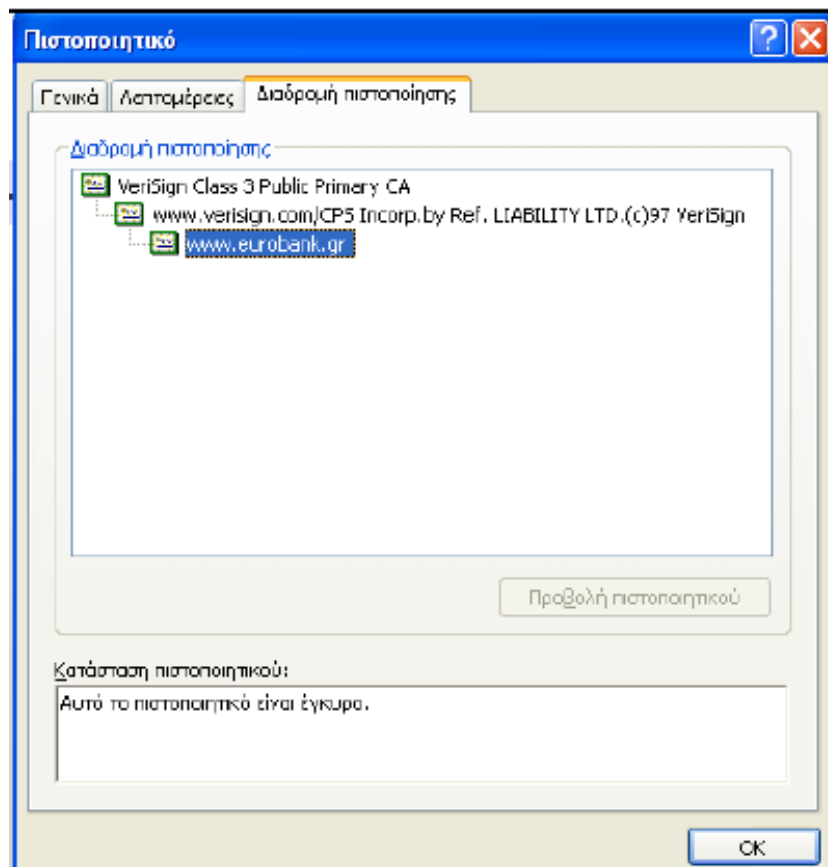 Πιστοποιητικό
Γενικά Λεπτομέρειες Διαδρομή πιστοποίησης
Διαδρομή πιστοποίησης
VeriSign Class 3 Public Primary CA
www.verisign.com/CPS Incorp.by Ref. LIABILITY LTD.(c)97 VeriSign
www.eurobank.gr
Προβολή πιστοποιητικού
Κατάσταση πιστοποιητικού:
Αυτό το πιστοποιητικό είναι έγκυρο.
OK